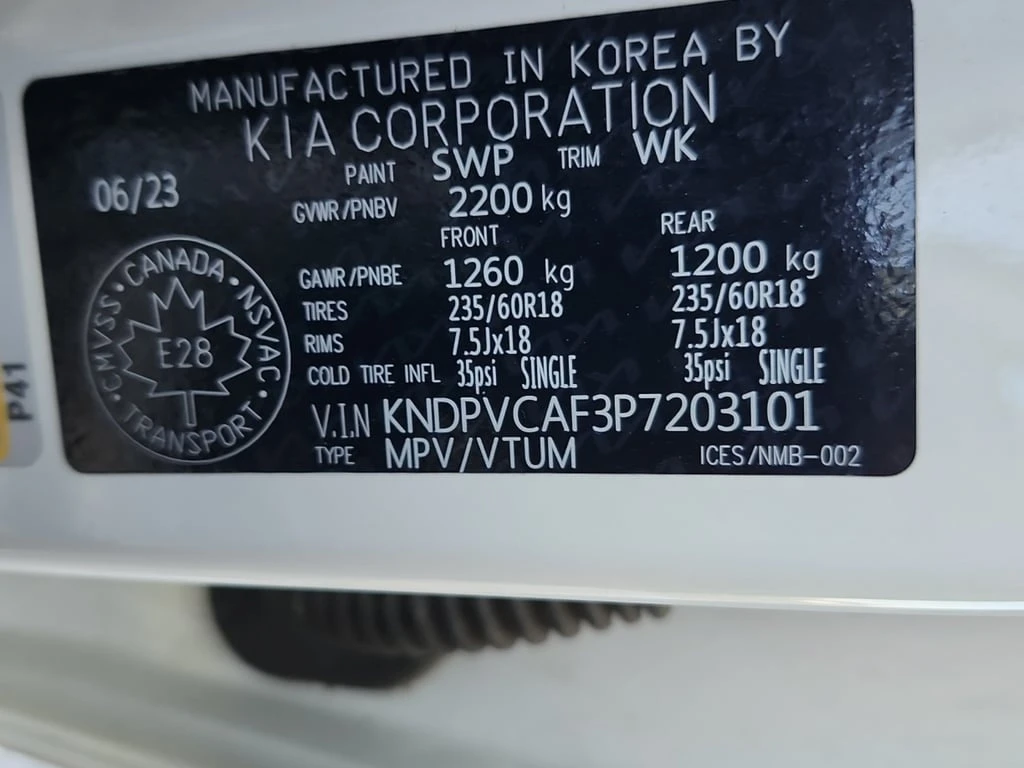 MANUFACTURED IN KOREA BY
KIA CORPORATION
PAINT SWP TRIM WK
06/23
GVWR/PNBV 2200 kg
FRONT REAR
GAWR/PNBE 1260 kg 1200 kg
TIRES 235/60R18 235/60R18
RIMS 7.5Jx18 7.5Jx18
COLD TIRE INFL 35psi SINGLE 35psi SINGLE
V.I.N KNDPVCAF3P7203101
TYPE MPV/VTUM ICES/NMB-002
CANADA · NSVAC · TRANSPORT · CMVSS ·
E28
P41